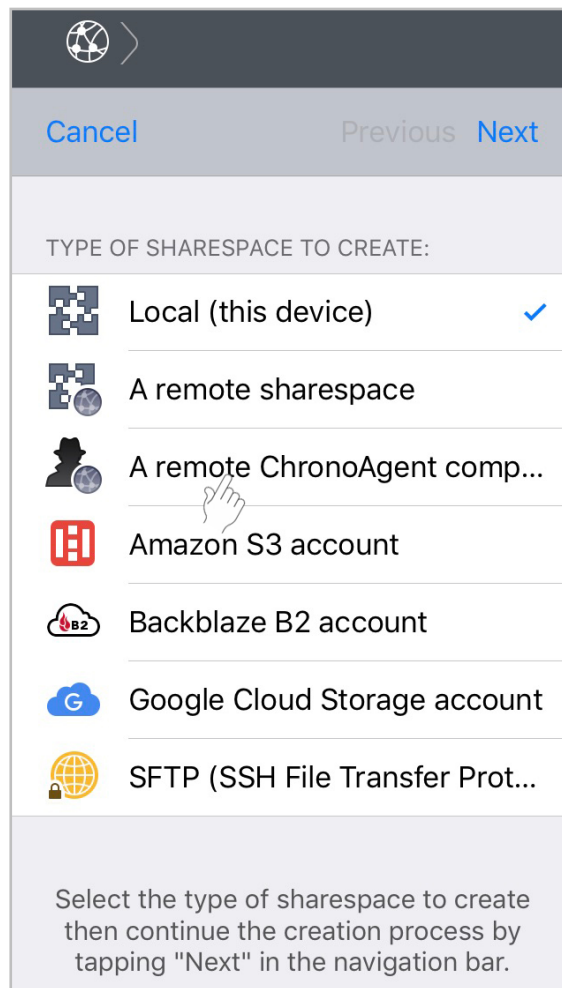 Cancel Previous Next
TYPE OF SHARESPACE TO CREATE:
Local (this device)
A remote sharespace
A remote ChronoAgent comp...
Amazon S3 account
B2 Backblaze B2 account
G Google Cloud Storage account
SFTP (SSH File Transfer Prot...
Select the type of sharespace to create
then continue the creation process by
tapping "Next" in the navigation bar.